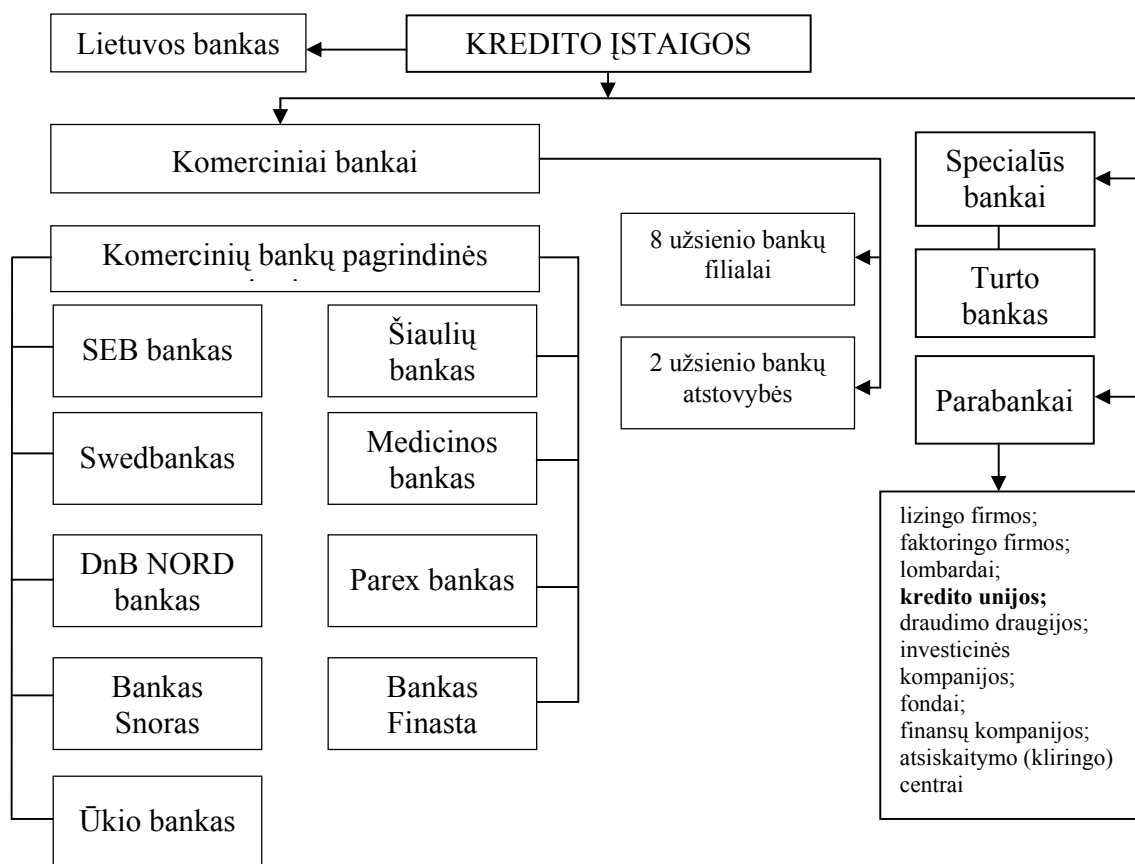 Lietuvos bankas
KREDITO ĮSTAIGOS
Komerciniai bankai
Specialūs
bankai
8 užsienio bankų
filialai
Komercinių bankų pagrindinės
Turto
bankas
SEB bankas
Šiaulių
bankas
2 užsienio bankų
atstovybės
Parabankai
Swedbankas
Medicinos
bankas
lizingo firmos;
faktoringo firmos;
lombardai;
kredito unijos;
draudimo draugijos;
investicinės
kompanijos;
fondai;
finansų kompanijos;
atsiskaitymo (kliringo)
centrai
DnB NORD
bankas
Parex bankas
Bankas
Snoras
Bankas
Finasta
Ūkio bankas